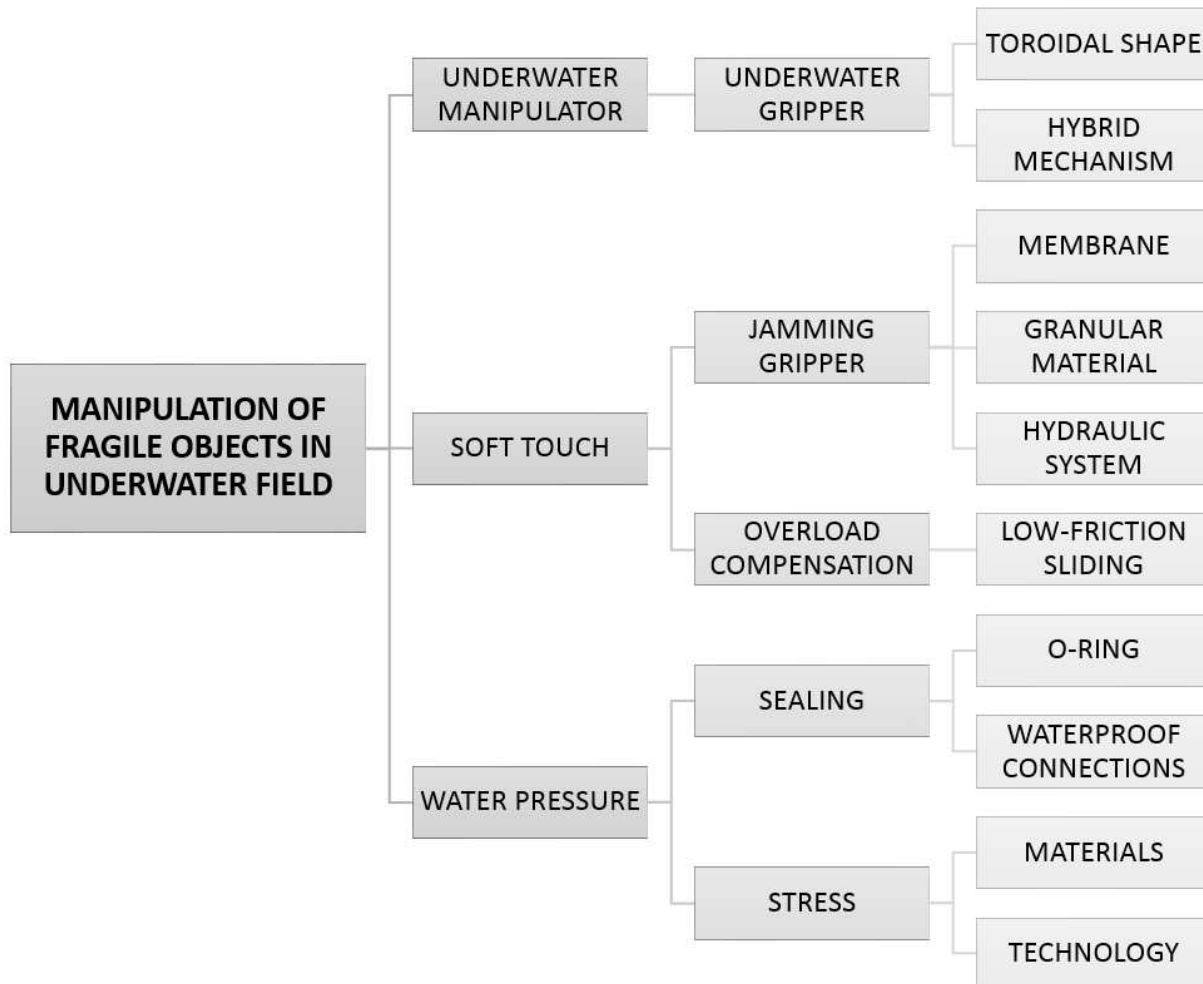 MANIPULATION OF
FRAGILE OBJECTS IN
UNDERWATER FIELD
UNDERWATER
MANIPULATOR
UNDERWATER
GRIPPER
TOROIDAL SHAPE
HYBRID
MECHANISM
SOFT TOUCH
JAMMING
GRIPPER
MEMBRANE
GRANULAR
MATERIAL
HYDRAULIC
SYSTEM
OVERLOAD
COMPENSATION
LOW-FRICTION
SLIDING
WATER PRESSURE
SEALING
O-RING
WATERPROOF
CONNECTIONS
STRESS
MATERIALS
TECHNOLOGY